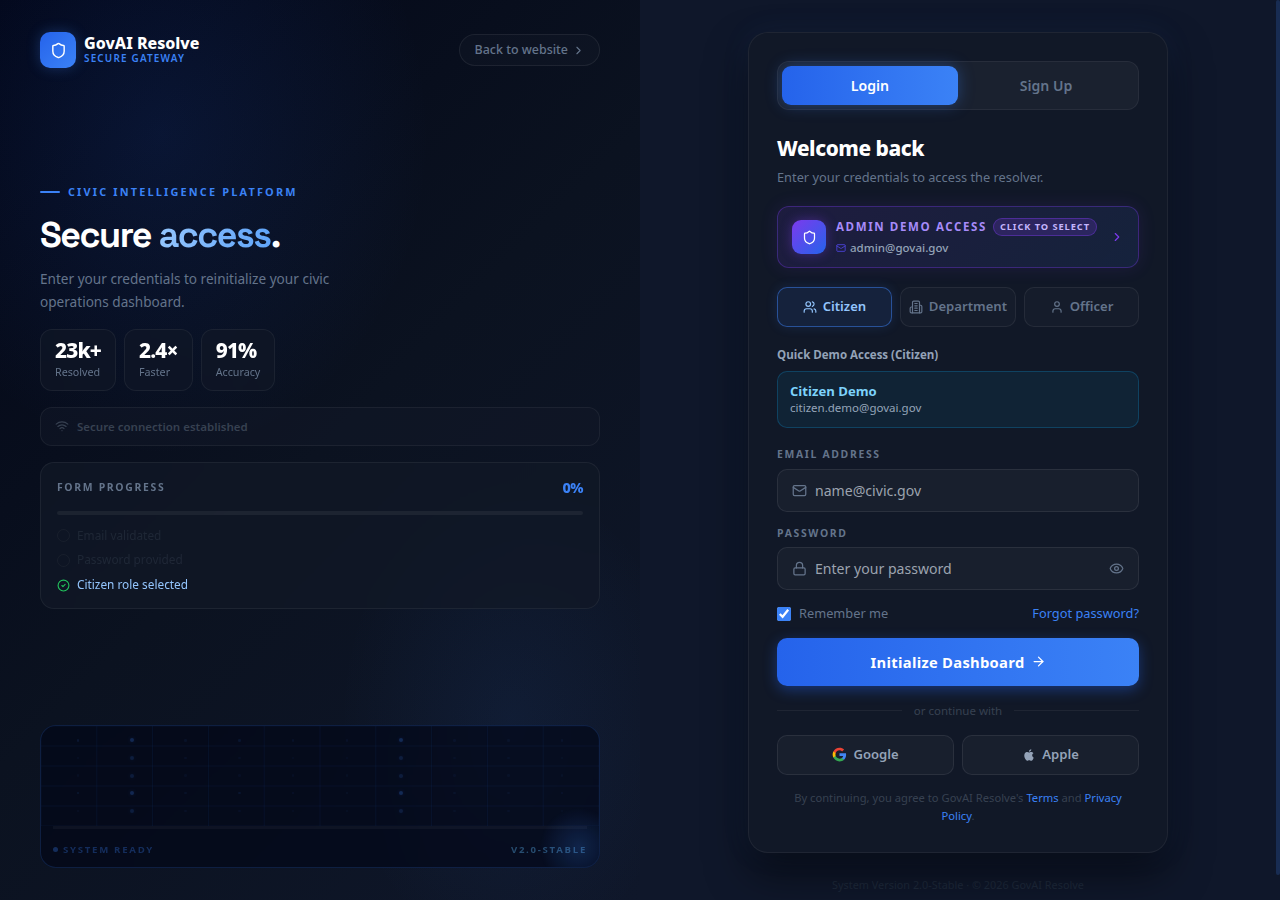 GovAI Resolve
SECURE GATEWAY
Back to website
CIVIC INTELLIGENCE PLATFORM
Secure access.
Enter your credentials to reinitialize your civic
operations dashboard.
23k+
Resolved
2.4×
Faster
91%
Accuracy
Secure connection established
FORM PROGRESS
0%
Email validated
Password provided
Citizen role selected
SYSTEM READY
V2.0-STABLE
Login
Sign Up
Welcome back
Enter your credentials to access the resolver.
ADMIN DEMO ACCESS
CLICK TO SELECT
admin@govai.gov
Citizen
Department
Officer
Quick Demo Access (Citizen)
Citizen Demo
citizen.demo@govai.gov
EMAIL ADDRESS
name@civic.gov
PASSWORD
Enter your password
Remember me
Forgot password?
Initialize Dashboard
or continue with
Google
Apple
By continuing, you agree to GovAI Resolve's Terms and Privacy
Policy.
System Version 2.0-Stable · © 2026 GovAI Resolve